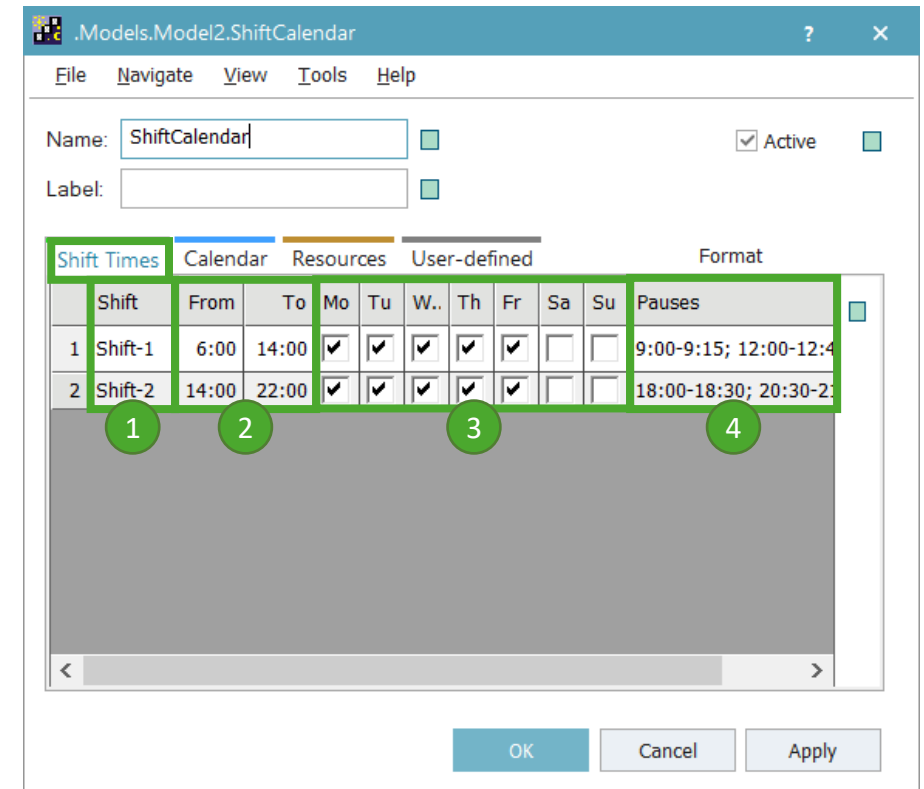 .Models.Model2.ShiftCalendar ? ×
File Navigate View Tools Help
Name: ShiftCalendar Active
Label:
Shift Times Calendar Resources User-defined Format
Shift From To Mo Tu W.. Th Fr Sa Su Pauses
1 Shift-1 6:00 14:00 9:00-9:15; 12:00-12:4
2 Shift-2 14:00 22:00 18:00-18:30; 20:30-2
1 2 3 4
OK Cancel Apply